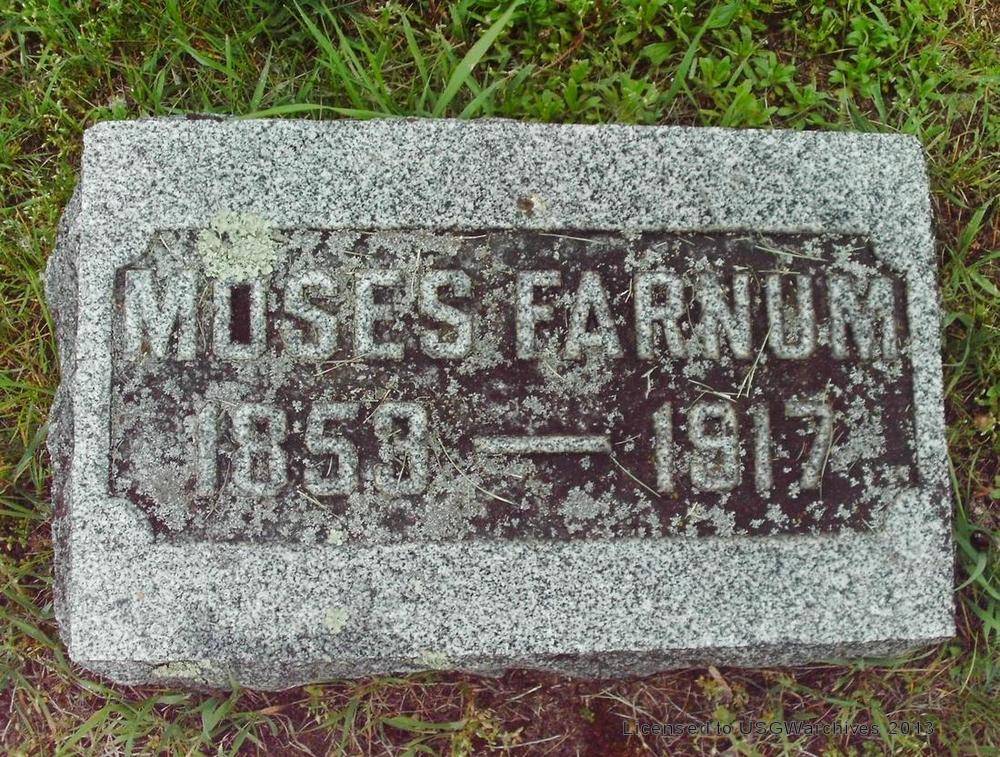 MOSES FARNUM
1853 — 1917
Licensed to USGWarchives 2013